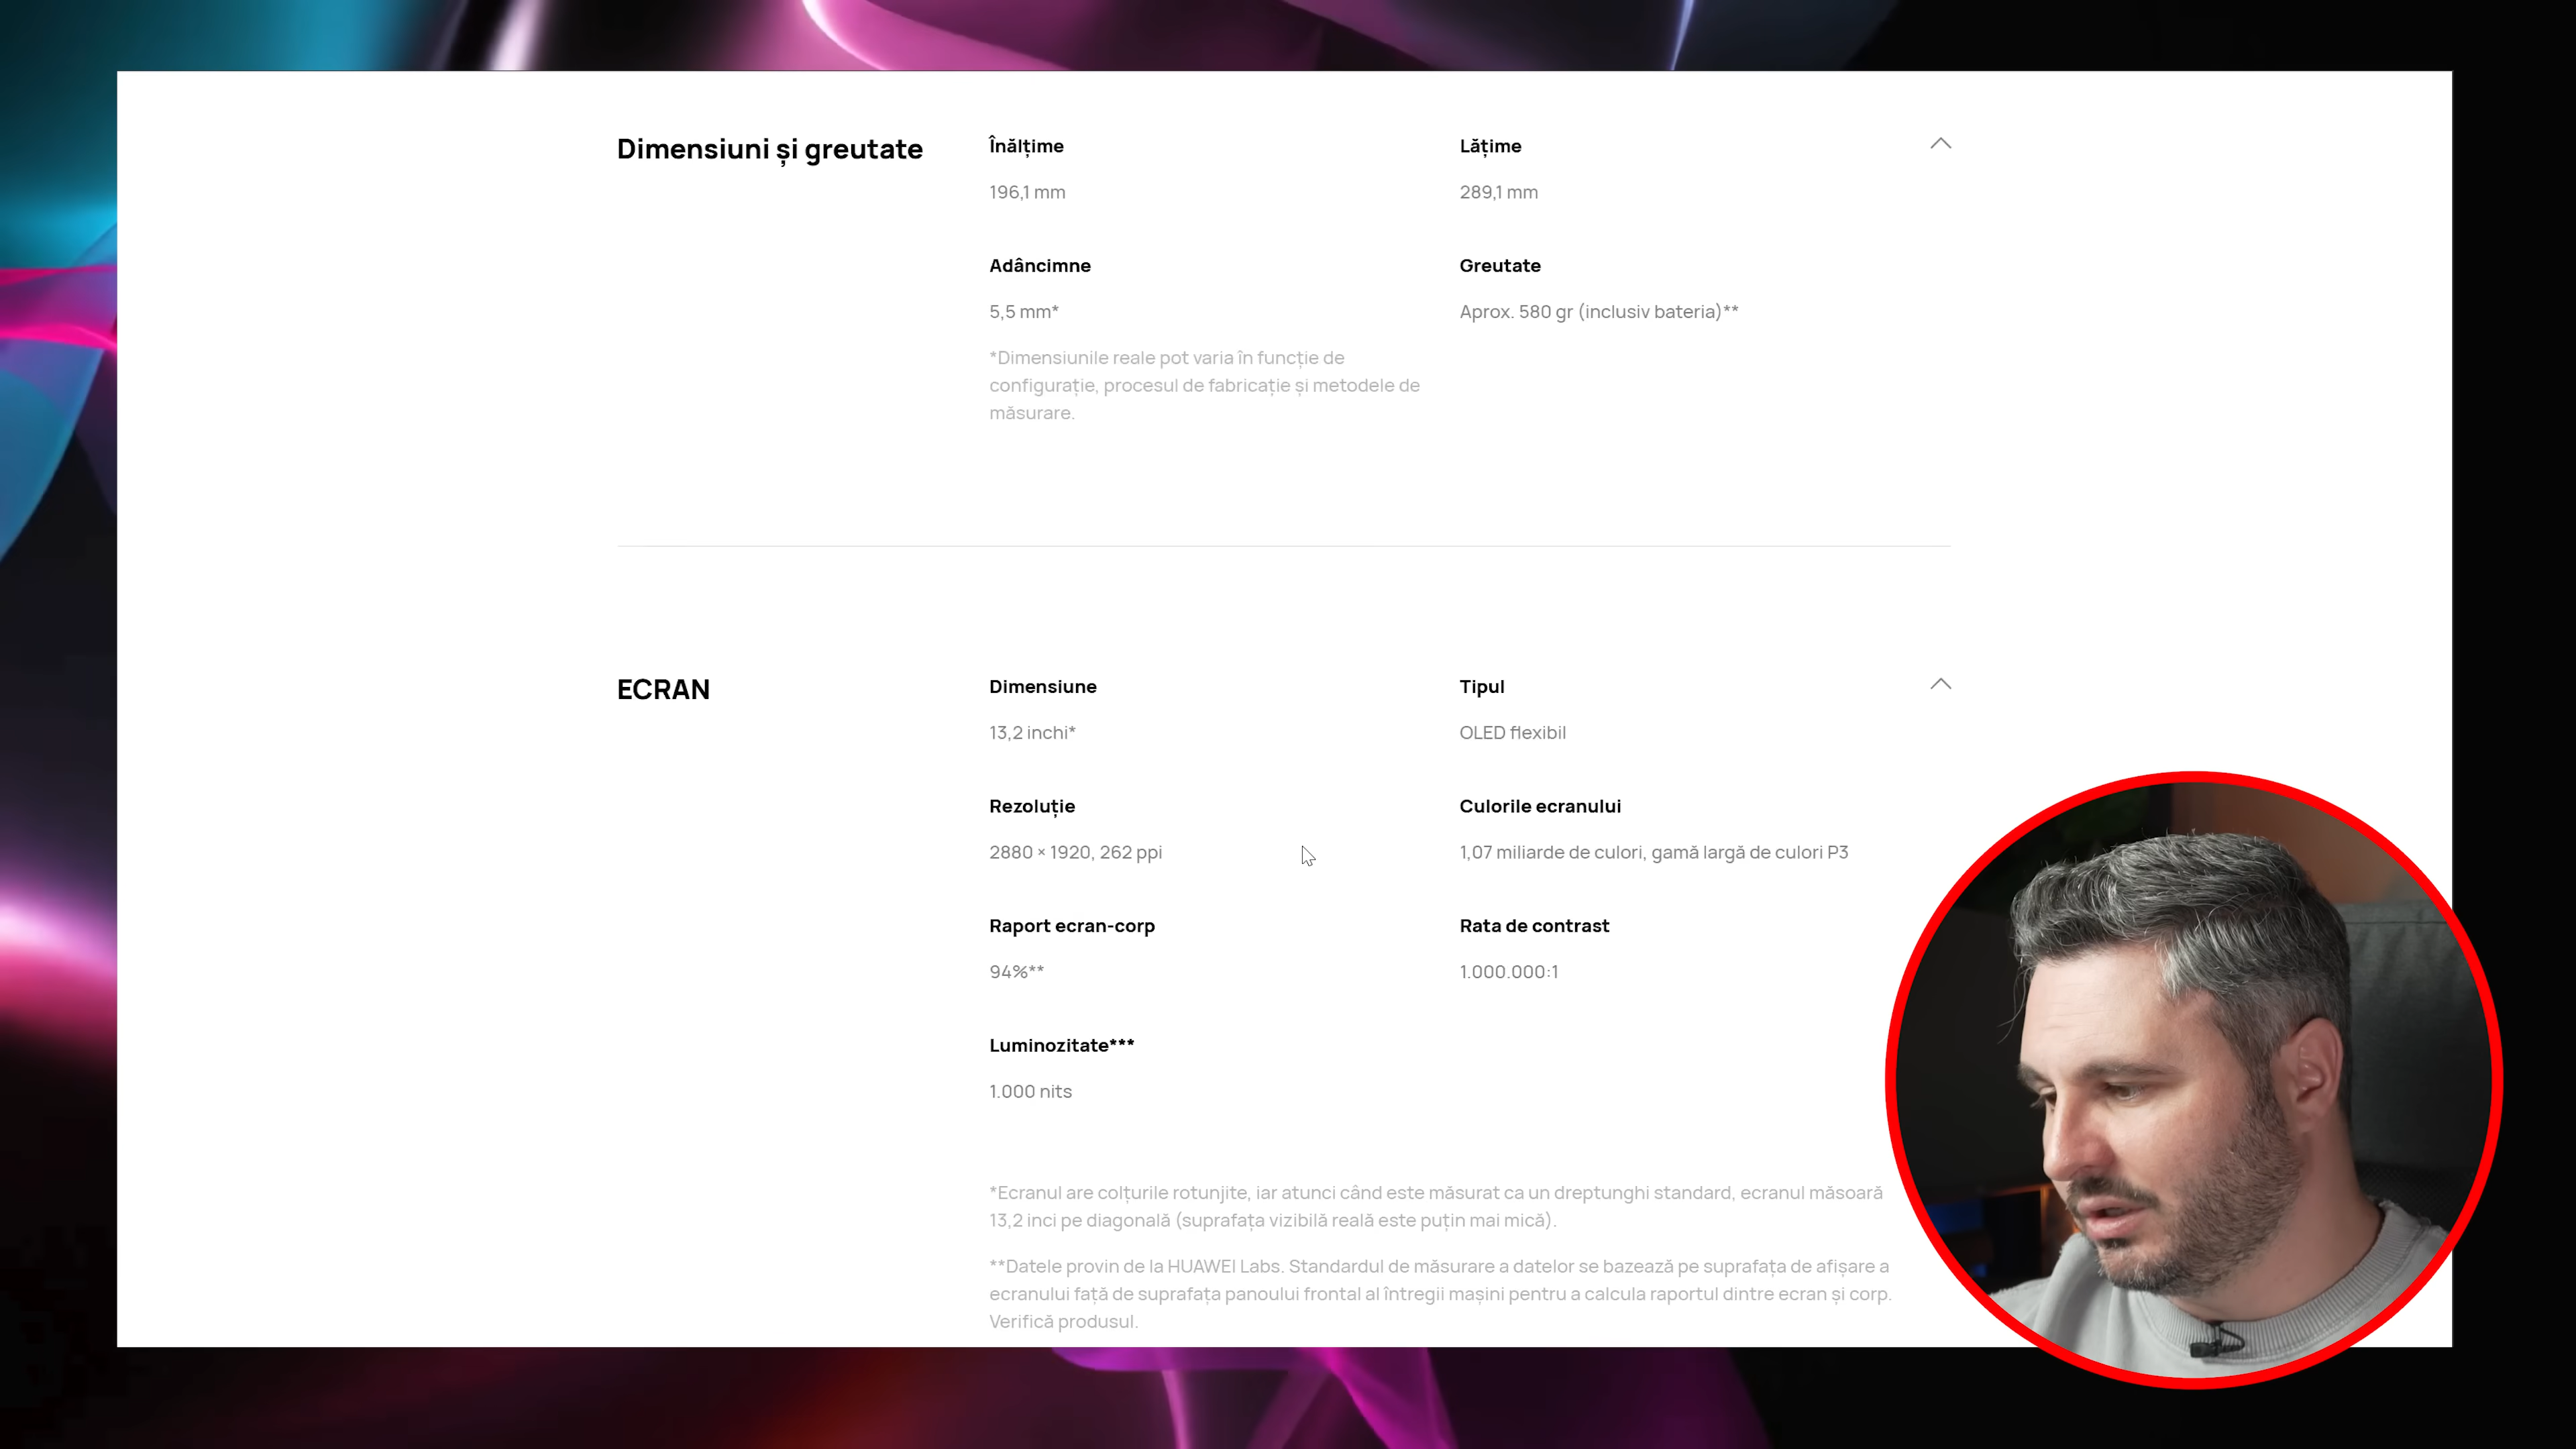 Dimensiuni și greutate
Înălțime
Lățime
196,1 mm
289,1 mm
Adâncimne
Greutate
5,5 mm*
Aprox. 580 gr (inclusiv bateria)**
*Dimensiunile reale pot varia în funcție de
configurație, procesul de fabricație și metodele de
măsurare.
ECRAN
Dimensiune
Tipul
13,2 inchi*
OLED flexibil
Rezoluție
Culorile ecranului
2880 × 1920, 262 ppi
1,07 miliarde de culori, gamă largă de culori P3
Raport ecran-corp
Rata de contrast
94%**
1.000.000:1
Luminozitate***
1.000 nits
*Ecranul are colțurile rotunjite, iar atunci când este măsurat ca un dreptunghi standard, ecranul măsoară
13,2 inci pe diagonală (suprafața vizibilă reală este puțin mai mică).
**Datele provin de la HUAWEI Labs. Standardul de măsurare a datelor se bazează pe suprafața de afișare a
ecranului față de suprafața panoului frontal al întregii mașini pentru a calcula raportul dintre ecran și corp.
Verifică produsul.